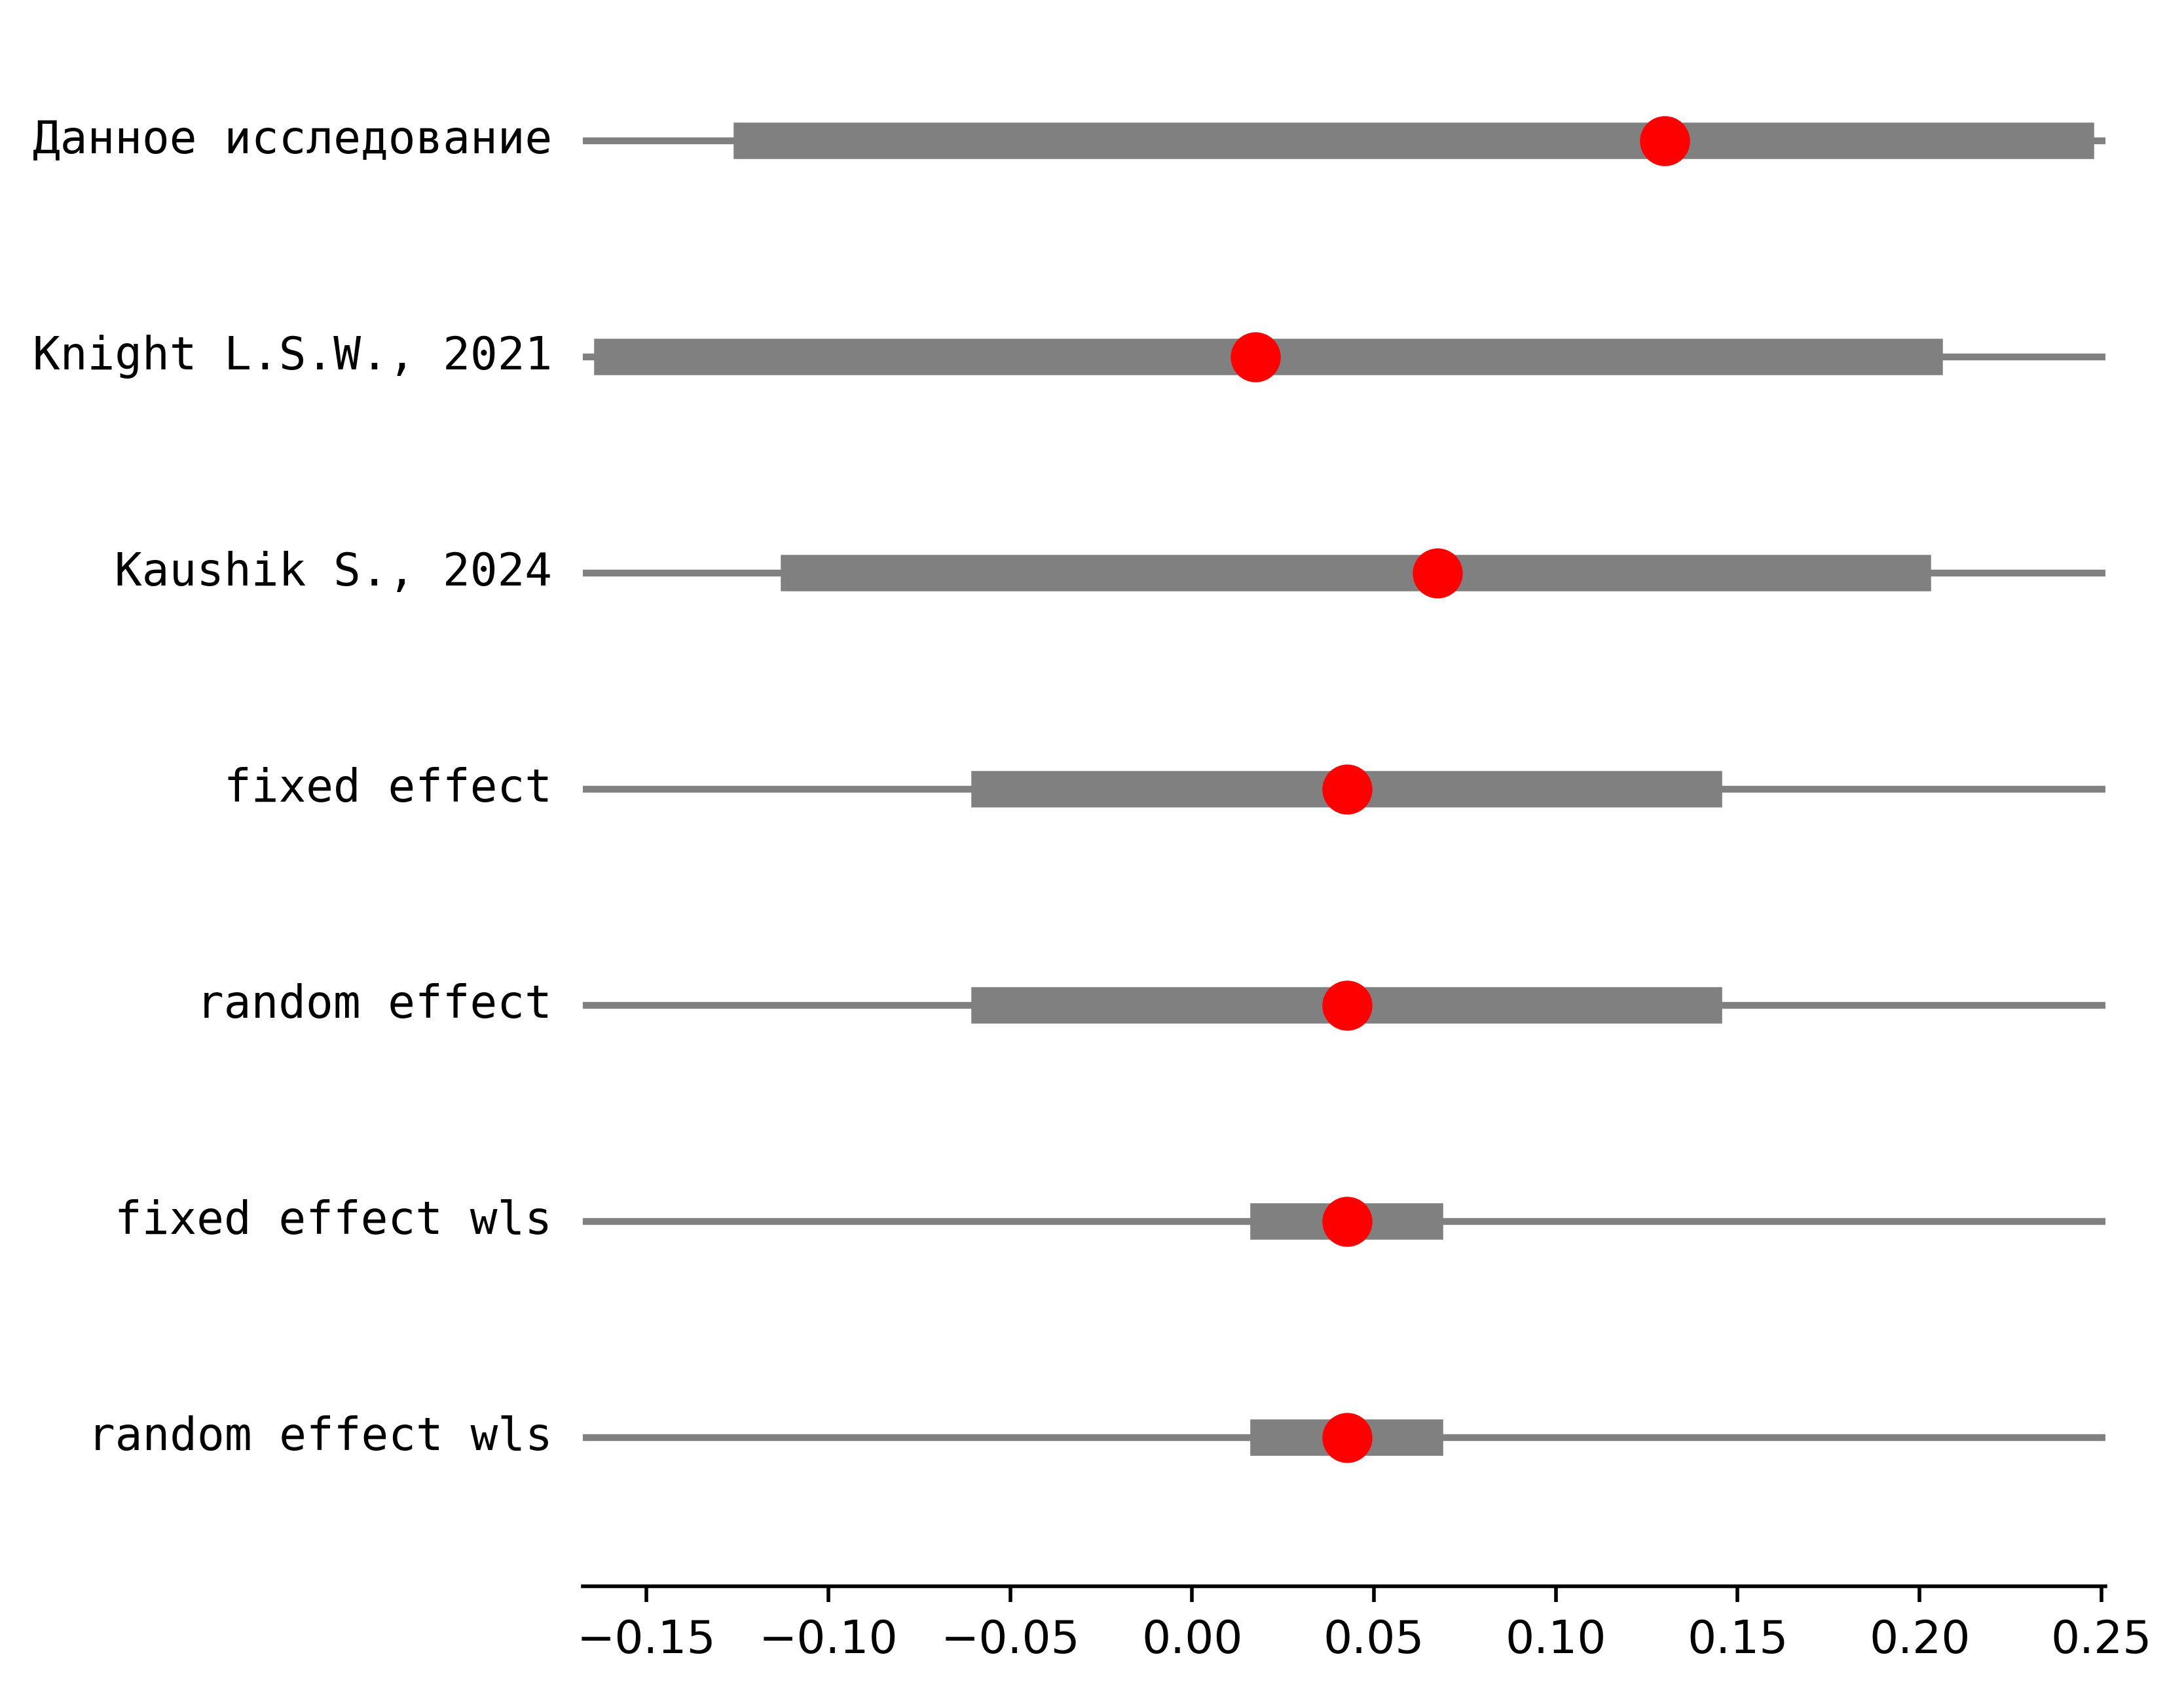 Данное исследование
Knight L.S.W., 2021
Kaushik S., 2024
fixed effect
random effect
fixed effect wls
random effect wls
−0.15 −0.10 −0.05 0.00 0.05 0.10 0.15 0.20 0.25